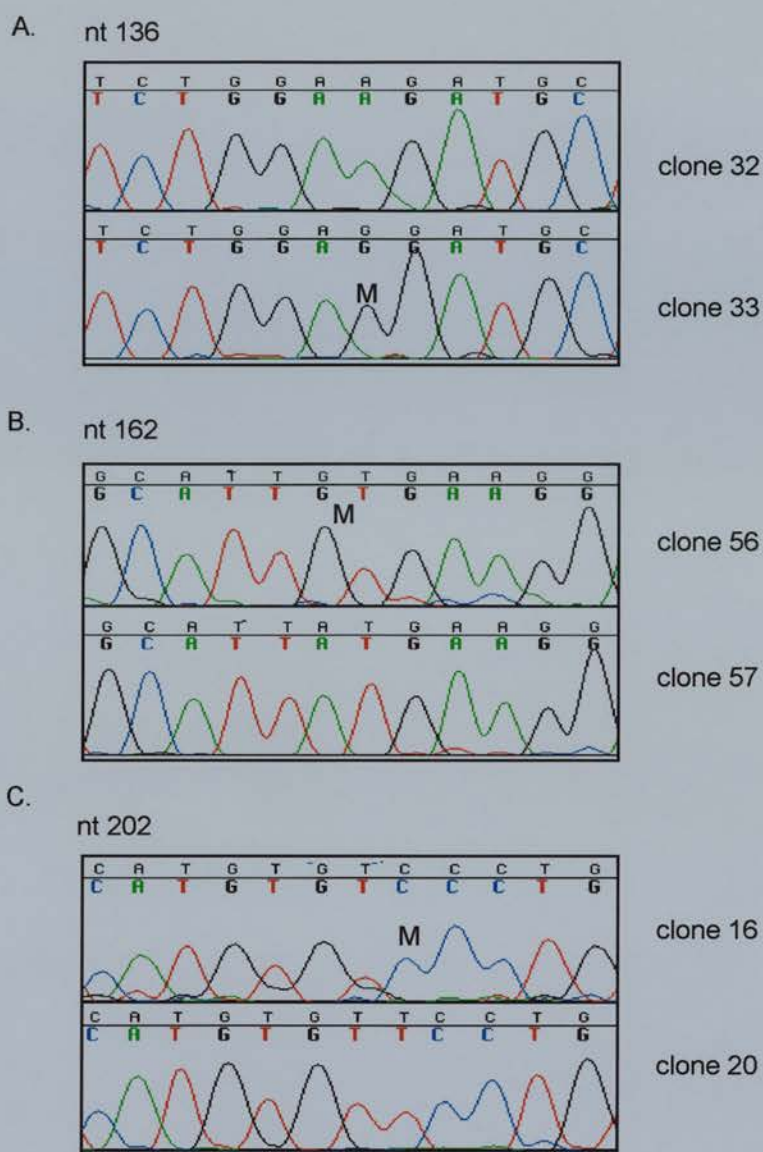 A. nt 136
T C T G G A A G A T G C
T C T G G A A G A T G C
clone 32
T C T G G A G G A T G C
T C T G G A G G A T G C
M
clone 33
B. nt 162
G C A T T G T G A A G G
G C A T T G T G A A G G
M
clone 56
G C A T T A T G A A G G
G C A T T A T G A A G G
clone 57
C.
nt 202
C A T G T G T C C C T G
C A T G T G T C C C T G
M
clone 16
C A T G T G T T C C T G
C A T G T G T T C C T G
clone 20